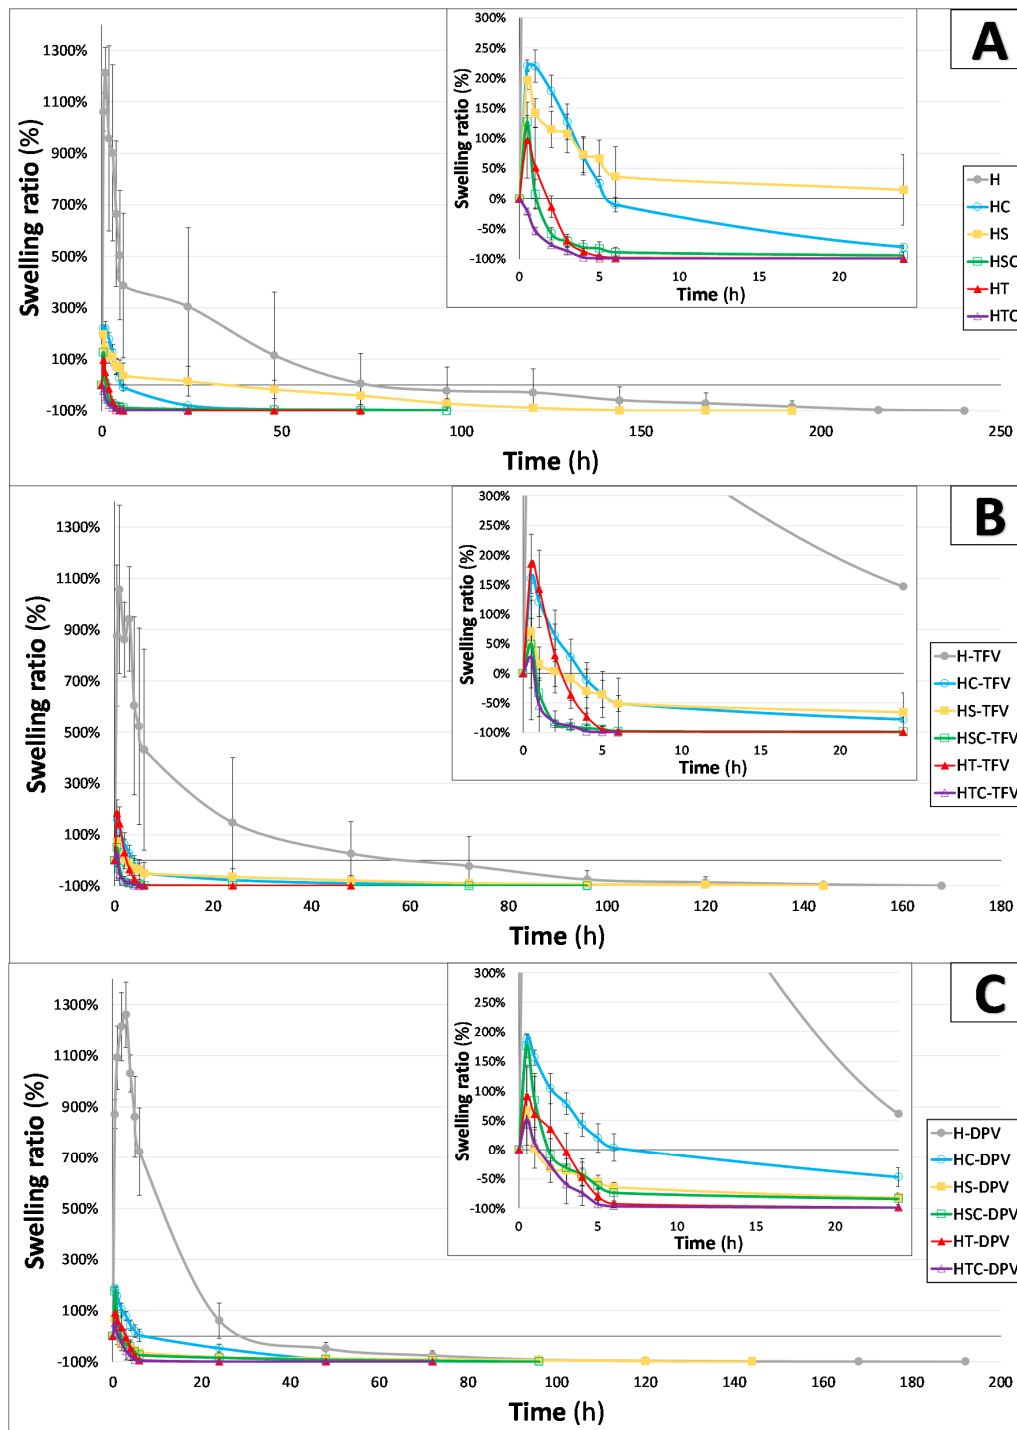 A
Swelling ratio (%)
1300%
1100%
900%
700%
500%
300%
100%
-100%
0
50
100
150
200
250
Time (h)
Swelling ratio (%)
300%
250%
200%
150%
100%
50%
0%
-50%
-100%
0
5
10
15
20
Time (h)
H
HC
HS
HSC
HT
HTC
B
Swelling ratio (%)
1300%
1100%
900%
700%
500%
300%
100%
-100%
0
20
40
60
80
100
120
140
160
180
Time (h)
Swelling ratio (%)
300%
250%
200%
150%
100%
50%
0%
-50%
-100%
0
5
10
15
20
Time (h)
H-TFV
HC-TFV
HS-TFV
HSC-TFV
HT-TFV
HTC-TFV
C
Swelling ratio (%)
1300%
1100%
900%
700%
500%
300%
100%
-100%
0
20
40
60
80
100
120
140
160
180
200
Time (h)
Swelling ratio (%)
300%
250%
200%
150%
100%
50%
0%
-50%
-100%
0
5
10
15
20
Time (h)
H-DPV
HC-DPV
HS-DPV
HSC-DPV
HT-DPV
HTC-DPV